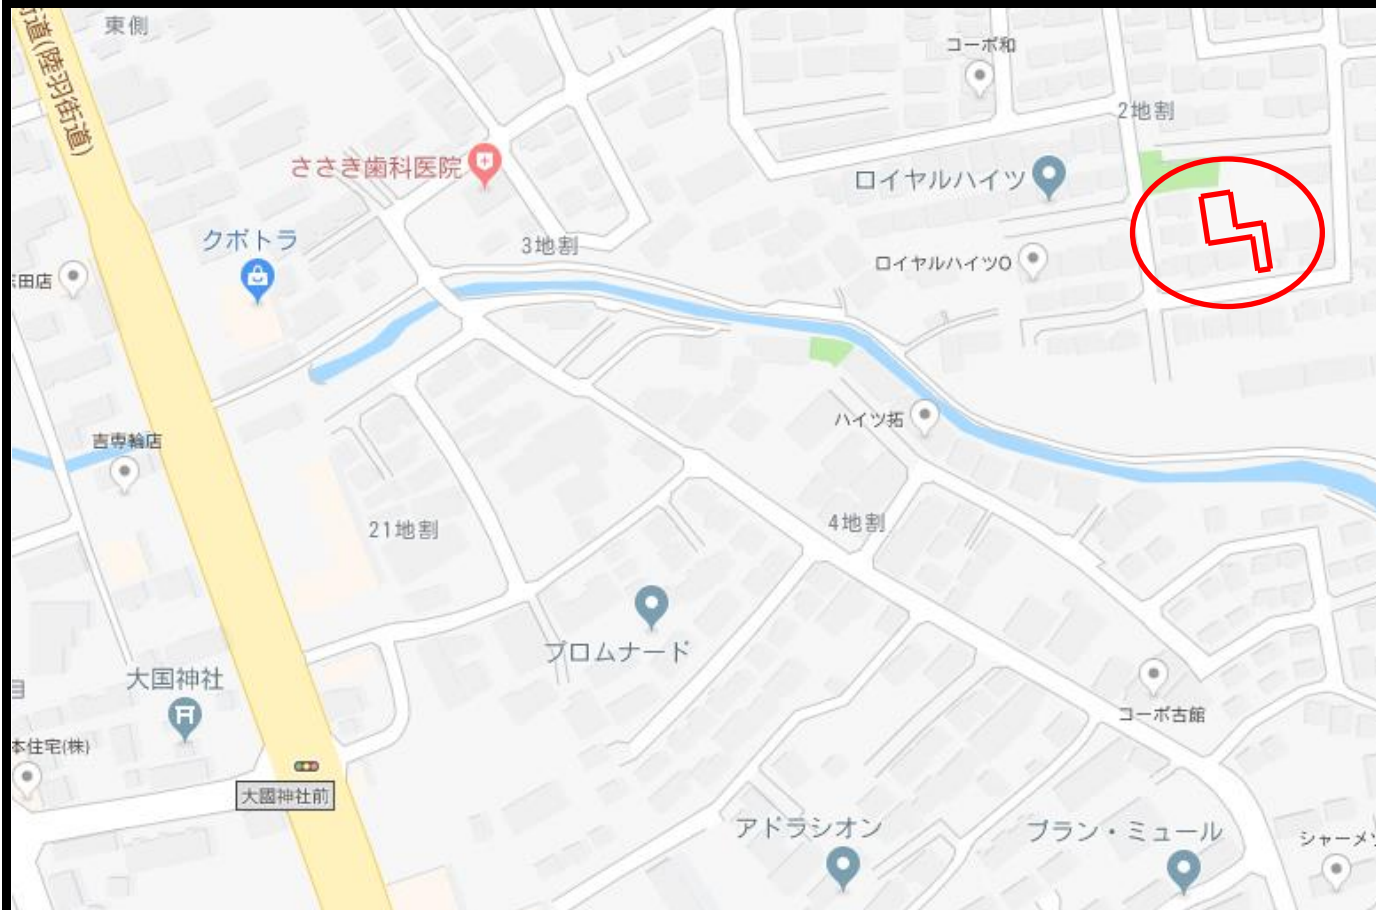 東側
街道(陸羽街道)
コーポ和
2地割
ささき歯科医院
ロイヤルハイツ
クボトラ
3地割
ロイヤルハイツO
田店
ハイツ拓
吉専輪店
21地割
4地割
プロムナード
大国神社
コーポ古館
本住宅(株)
大國神社前
アドラシオン
プラン・ミュール
シャーメゾ